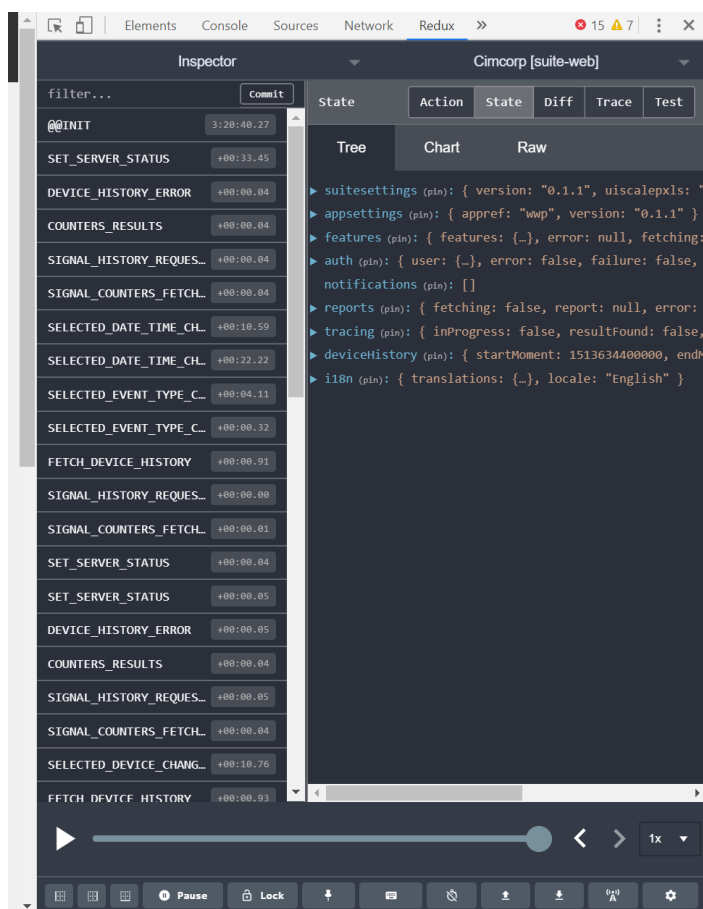 Elements Console Sources Network Redux » 15 7
Inspector Cimcorp [suite-web]
filter... Commit
State Action State Diff Trace Test
@@INIT 3:20:40.27
SET_SERVER_STATUS +00:33.45
DEVICE_HISTORY_ERROR +00:00.04
COUNTERS_RESULTS +00:00.04
SIGNAL_HISTORY_REQUES… +00:00.04
SIGNAL_COUNTERS_FETCH… +00:00.04
SELECTED_DATE_TIME_CH… +00:10.59
SELECTED_DATE_TIME_CH… +00:22.22
SELECTED_EVENT_TYPE_C… +00:04.11
SELECTED_EVENT_TYPE_C… +00:00.32
FETCH_DEVICE_HISTORY +00:00.91
SIGNAL_HISTORY_REQUES… +00:00.00
SIGNAL_COUNTERS_FETCH… +00:00.01
SET_SERVER_STATUS +00:00.04
SET_SERVER_STATUS +00:00.05
DEVICE_HISTORY_ERROR +00:00.05
COUNTERS_RESULTS +00:00.04
SIGNAL_HISTORY_REQUES… +00:00.05
SIGNAL_COUNTERS_FETCH… +00:00.04
SELECTED_DEVICE_CHANG… +00:10.76
FETCH_DEVICE_HISTORY +00:00.93
Tree Chart Raw
suitesettings (pin): { version: "0.1.1", uiscalepxls: "
appsettings (pin): { appref: "wwp", version: "0.1.1" }
features (pin): { features: {…}, error: null, fetching:
auth (pin): { user: {…}, error: false, failure: false,
notifications (pin): []
reports (pin): { fetching: false, report: null, error:
tracing (pin): { inProgress: false, resultFound: false,
deviceHistory (pin): { startMoment: 1513634400000, endM
i18n (pin): { translations: {…}, locale: "English" }
1x
Pause Lock